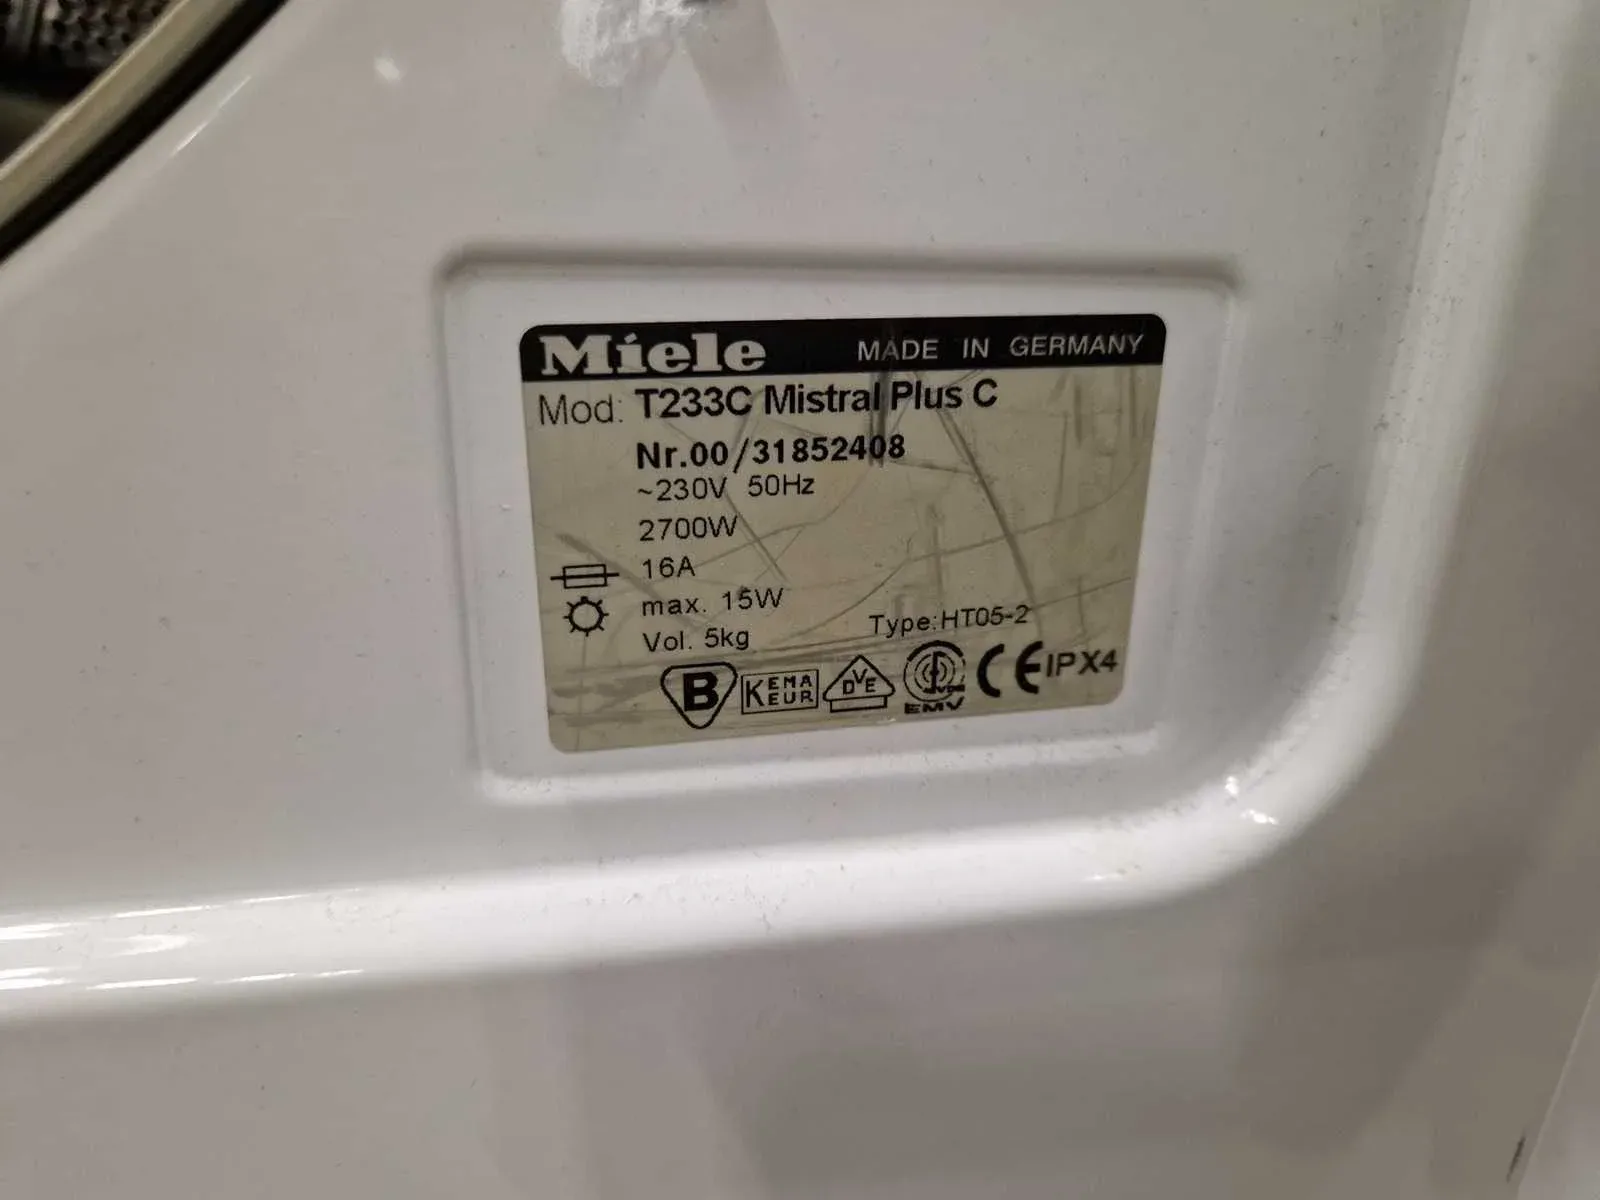 Miele MADE IN GERMANY
Mod: T233C Mistral Plus C
Nr.00/31852408
~230V 50Hz
2700W
16A
max. 15W
Vol. 5kg Type:HT05-2
B KEMA EUR DVE EMV CE IPX4